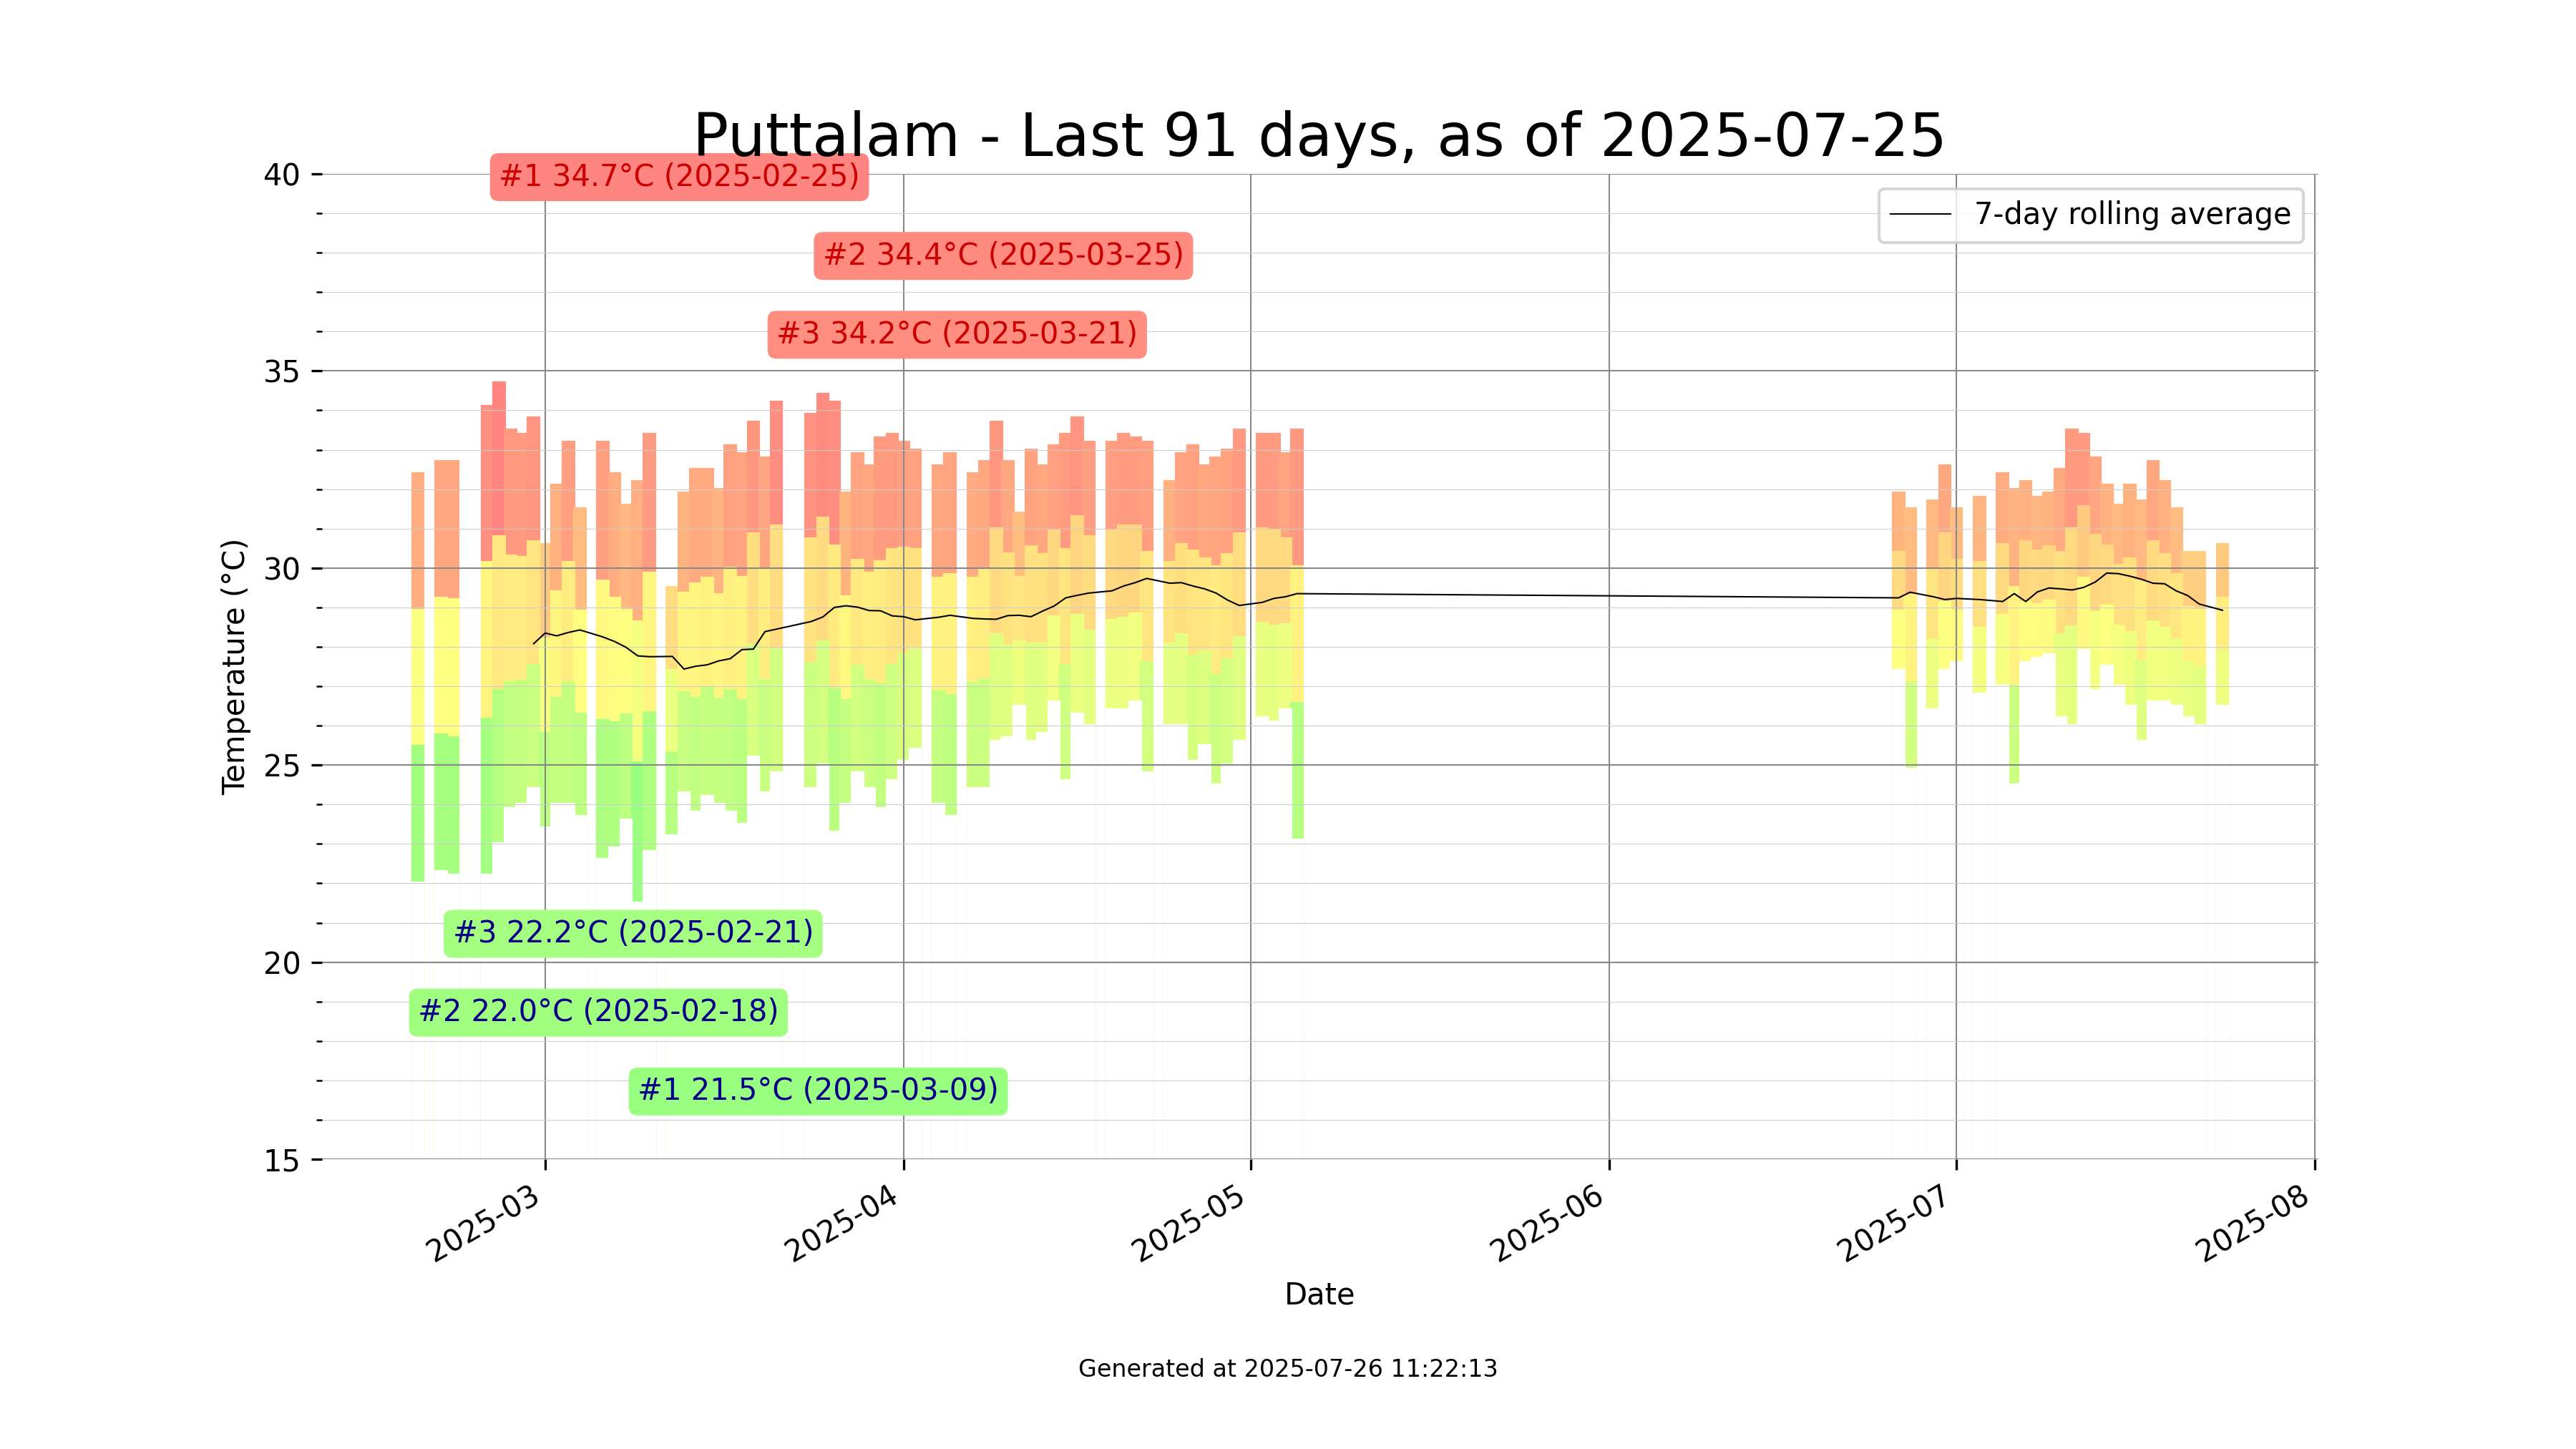 Puttalam - Last 91 days, as of 2025-07-25
#1 34.7°C (2025-02-25)
7-day rolling average
#2 34.4°C (2025-03-25)
#3 34.2°C (2025-03-21)
40
35
30
25
20
15
Temperature (°C)
#3 22.2°C (2025-02-21)
#2 22.0°C (2025-02-18)
#1 21.5°C (2025-03-09)
2025-03
2025-04
2025-05
2025-06
2025-07
2025-08
Date
Generated at 2025-07-26 11:22:13